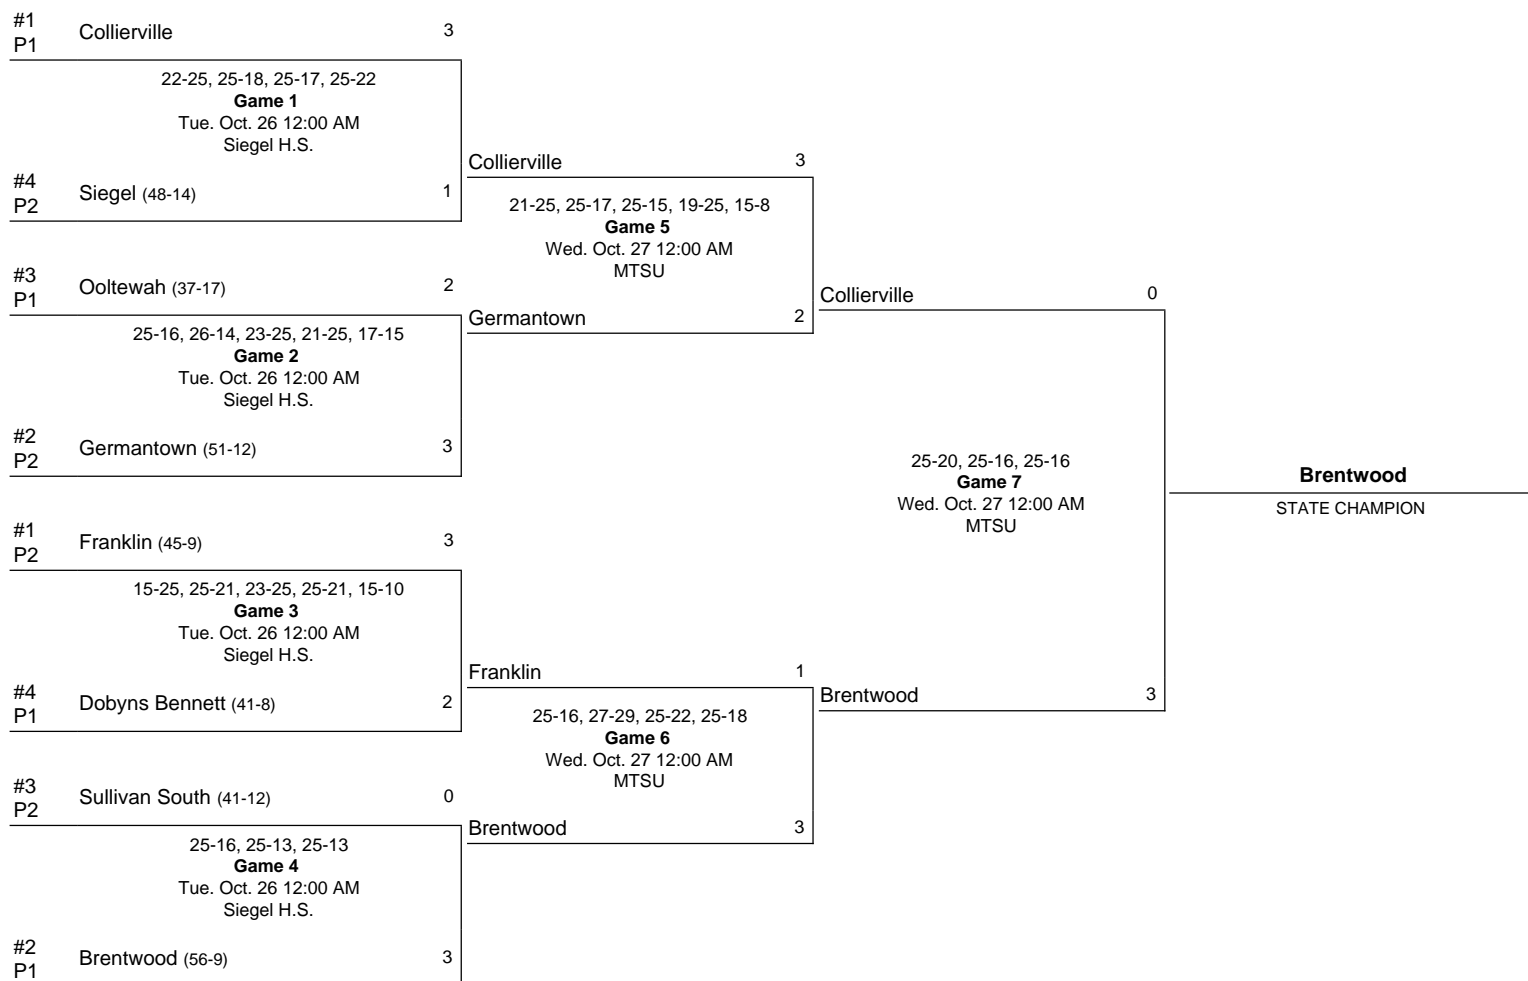 #1
P1
Collierville 3
22-25, 25-18, 25-17, 25-22
Game 1
Tue. Oct. 26 12:00 AM
Siegel H.S.
#4
P2
Siegel (48-14) 1
Collierville 3
21-25, 25-17, 25-15, 19-25, 15-8
Game 5
Wed. Oct. 27 12:00 AM
MTSU
Germantown 2
#3
P1
Ooltewah (37-17) 2
25-16, 26-14, 23-25, 21-25, 17-15
Game 2
Tue. Oct. 26 12:00 AM
Siegel H.S.
#2
P2
Germantown (51-12) 3
Collierville 0
25-20, 25-16, 25-16
Game 7
Wed. Oct. 27 12:00 AM
MTSU
Brentwood
STATE CHAMPION
#1
P2
Franklin (45-9) 3
15-25, 25-21, 23-25, 25-21, 15-10
Game 3
Tue. Oct. 26 12:00 AM
Siegel H.S.
#4
P1
Dobyns Bennett (41-8) 2
Franklin 1
25-16, 27-29, 25-22, 25-18
Game 6
Wed. Oct. 27 12:00 AM
MTSU
Brentwood 3
Brentwood 3
#3
P2
Sullivan South (41-12) 0
25-16, 25-13, 25-13
Game 4
Tue. Oct. 26 12:00 AM
Siegel H.S.
#2
P1
Brentwood (56-9) 3